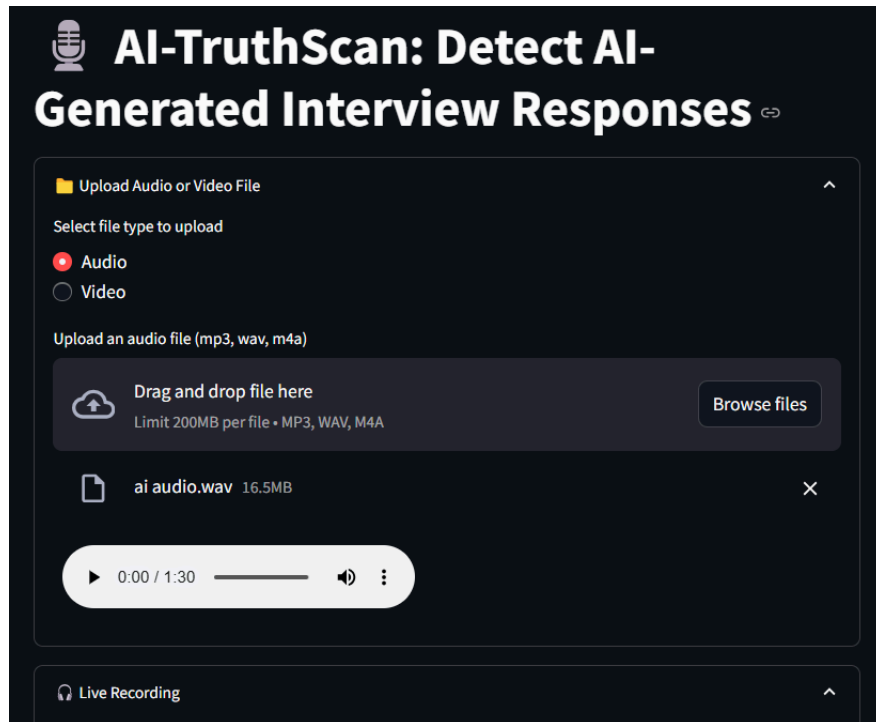 AI-TruthScan: Detect AI-
Generated Interview Responses
Upload Audio or Video File
Select file type to upload
Audio
Video
Upload an audio file (mp3, wav, m4a)
Drag and drop file here
Limit 200MB per file • MP3, WAV, M4A
Browse files
ai audio.wav 16.5MB
0:00 / 1:30
Live Recording